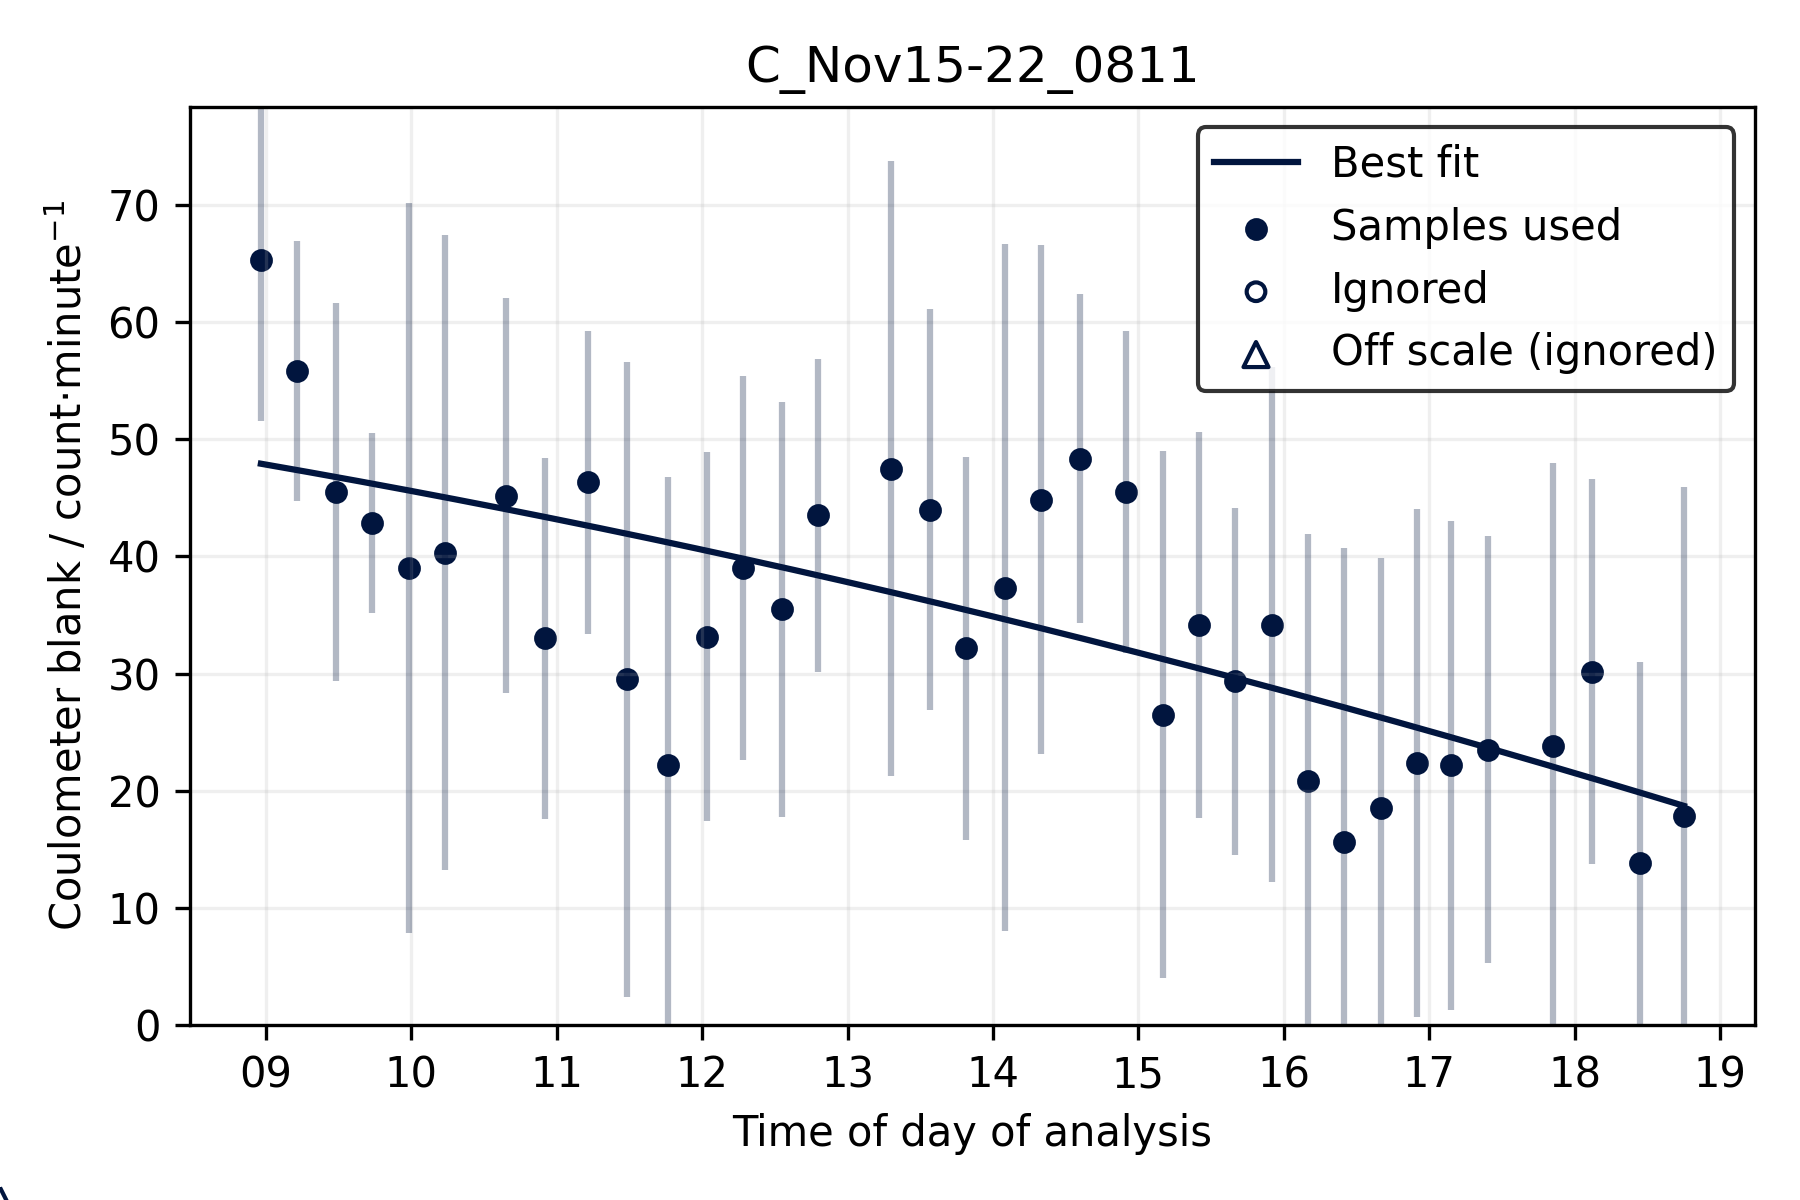 C_Nov15-22_0811
Coulometer blank / count·minute⁻¹
70
60
50
40
30
20
10
0
Best fit
Samples used
Ignored
Off scale (ignored)
09 10 11 12 13 14 15 16 17 18 19
Time of day of analysis